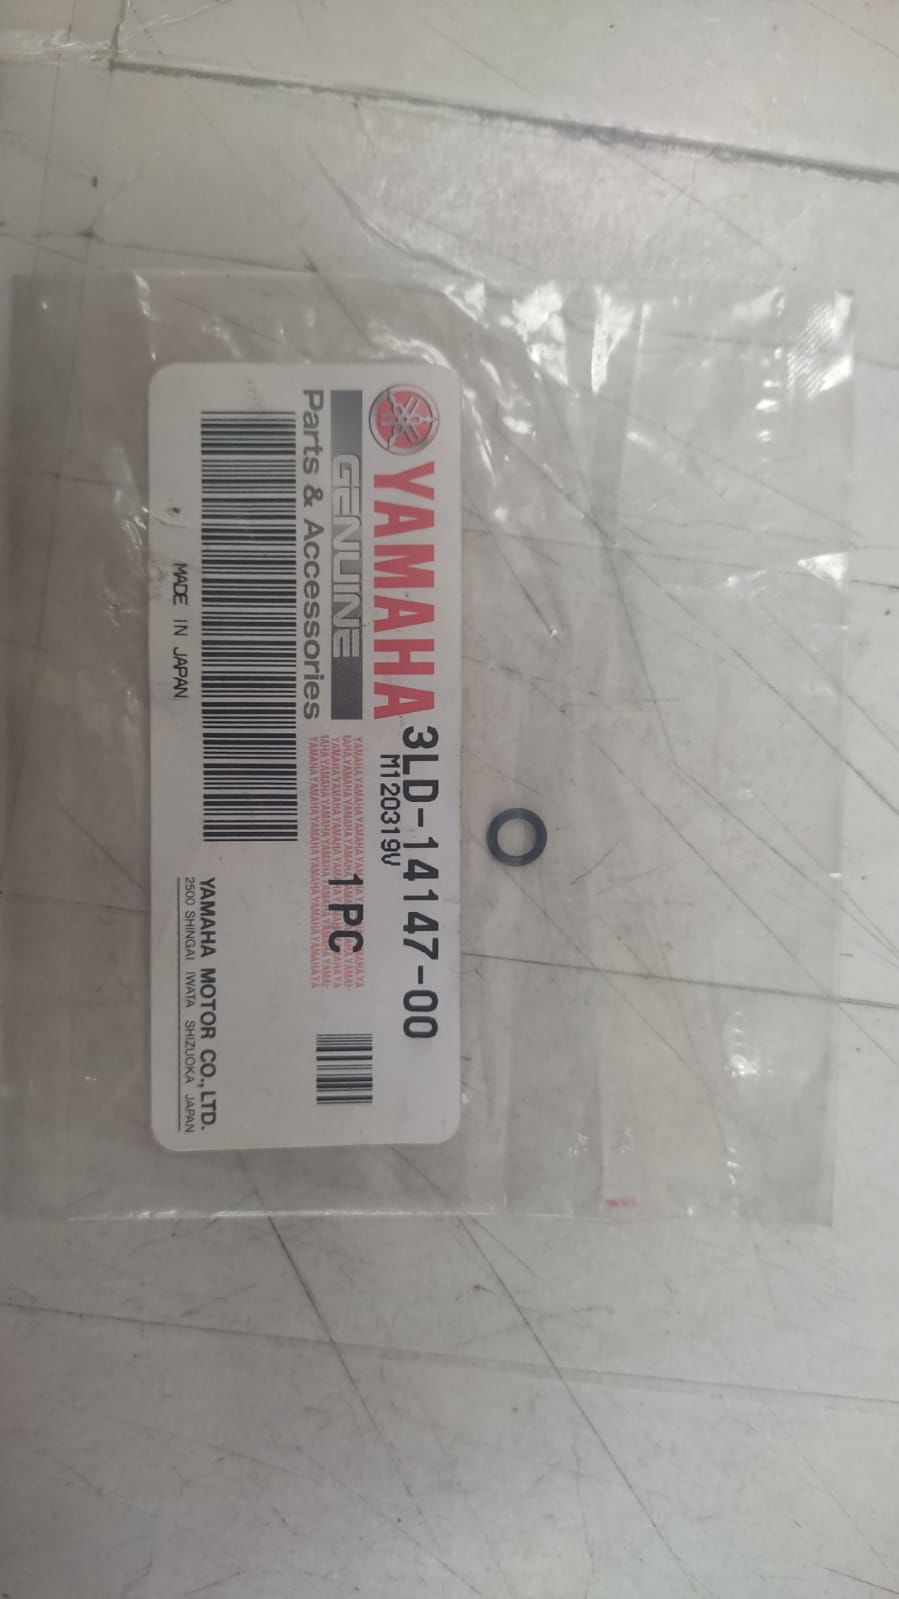 YAMAHA
GENUINE
Parts & Accessories
3LD-14147-00
M120319V
1 PC
MADE IN JAPAN
YAMAHA MOTOR CO., LTD.
2500 SHINGAI IWATA SHIZUOKA JAPAN